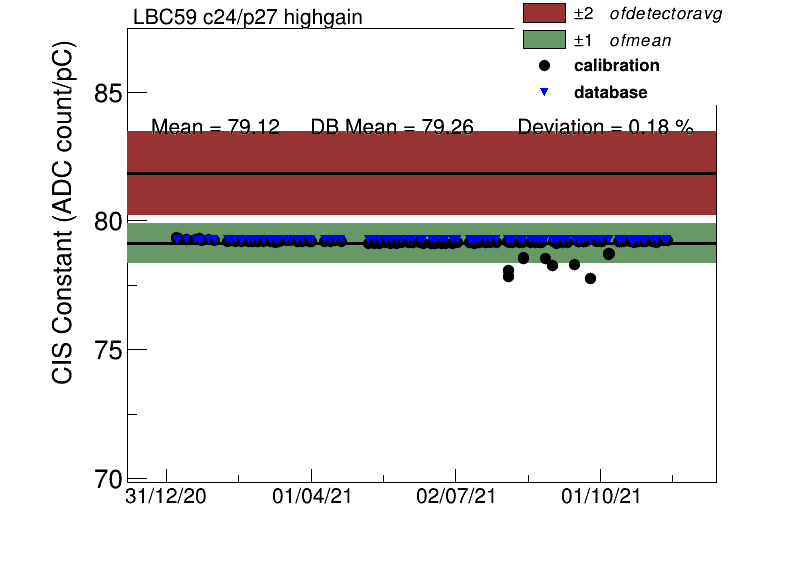 LBC59 c24/p27 highgain
±2 ofdetectoravg
±1 ofmean
calibration
database
Mean = 79.12 DB Mean = 79.26 Deviation = 0.18 %
CIS Constant (ADC count/pC)
85
80
75
70
31/12/20 01/04/21 02/07/21 01/10/21